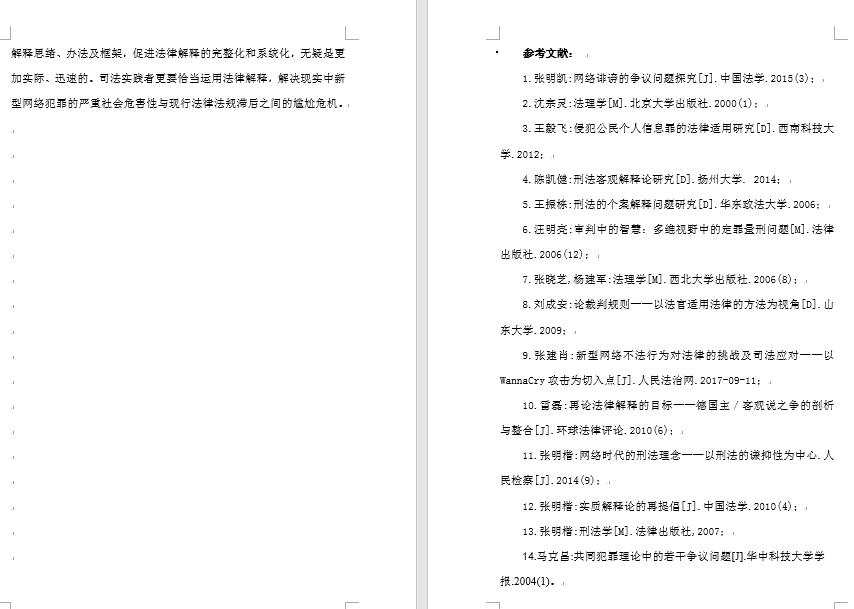 解释思绪、办法及框架，促进法律解释的完整化和系统化，无疑是更
加实际、迅速的。司法实践者更要恰当运用法律解释，解决现实中新
型网络犯罪的严重社会危害性与现行法律法规滞后之间的尴尬危机。
参考文献：
1.张明凯:网络诽谤的争议问题探究[J].中国法学.2015(3);
2.沈宗灵:法理学[M].北京大学出版社.2000(1);
3.王毅飞:侵犯公民个人信息罪的法律适用研究[D].西南科技大
学.2012;
4.陈凯健:刑法客观解释论研究[D].扬州大学. 2014;
5.王振栋:刑法的个案解释问题研究[D].华东政法大学.2006;
6.汪明亮:审判中的智慧：多维视野中的定罪量刑问题[M].法律
出版社.2006(12);
7.张晓芝,杨建军:法理学[M].西北大学出版社.2006(8);
8.刘成安:论裁判规则——以法官适用法律的方法为视角[D].山
东大学.2009;
9.张建肖:新型网络不法行为对法律的挑战及司法应对——以
WannaCry 攻击为切入点[J].人民法治网.2017-09-11;
10.雷磊:再论法律解释的目标——德国主／客观说之争的剖析
与整合[J].环球法律评论.2010(6);
11.张明楷:网络时代的刑法理念——以刑法的谦抑性为中心.人
民检察[J].2014(9);
12.张明楷:实质解释论的再提倡[J].中国法学.2010(4);
13.张明楷:刑法学[M].法律出版社,2007;
14.马克昌:共同犯罪理论中的若干争议问题[J].华中科技大学学
报.2004(1)。